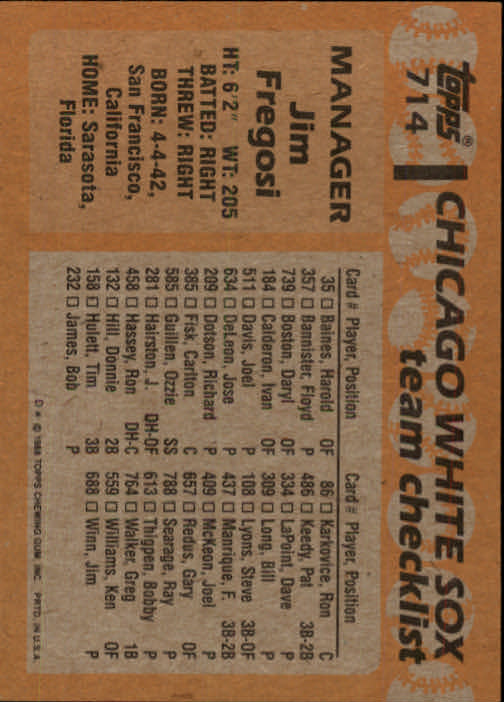 topps®
714
CHICAGO WHITE SOX
team checklist
MANAGER
Jim
Fregosi
HT: 6'2" WT: 205
BATTED: RIGHT
THREW: RIGHT
BORN: 4-4-42,
San Francisco,
California
HOME: Sarasota,
Florida
Card # Player, Position
35 □ Baines, Harold OF
357 □ Bannister, Floyd P
739 □ Boston, Daryl OF
184 □ Calderon, Ivan OF
511 □ Davis, Joel P
634 □ DeLeon, Jose P
209 □ Dotson, Richard P
385 □ Fisk, Carlton C
585 □ Guillen, Ozzie SS
281 □ Hairston, J. DH-OF
458 □ Hassey, Ron DH-C
132 □ Hill, Donnie 2B
158 □ Hulett, Tim 3B
232 □ James, Bob P
Card # Player, Position
86 □ Karkovice, Ron C
486 □ Keedy, Pat 3B-2B
334 □ LaPoint, Dave P
309 □ Long, Bill P
108 □ Lyons, Steve 3B-OF
437 □ Manrique, F. 3B-2B
409 □ McKeon, Joel P
657 □ Redus, Gary OF
788 □ Searage, Ray P
613 □ Thigpen, Bobby P
764 □ Walker, Greg 1B
559 □ Williams, Ken OF
688 □ Winn, Jim P
© 1988 TOPPS CHEWING GUM, INC. PRTD. IN U.S.A.